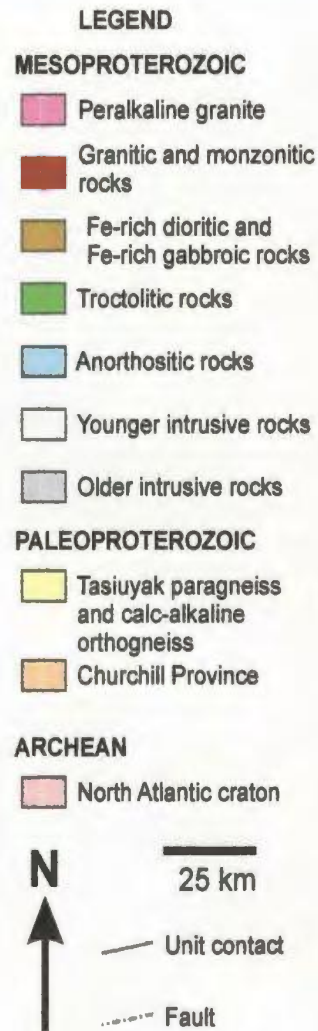 LEGEND
MESOPROTEROZOIC
Peralkaline granite
Granitic and monzonitic
rocks
Fe-rich dioritic and
Fe-rich gabbroic rocks
Troctolitic rocks
Anorthositic rocks
Younger intrusive rocks
Older intrusive rocks
PALEOPROTEROZOIC
Tasiuyak paragneiss
and calc-alkaline
orthogneiss
Churchill Province
ARCHEAN
North Atlantic craton
N
25 km
Unit contact
Fault